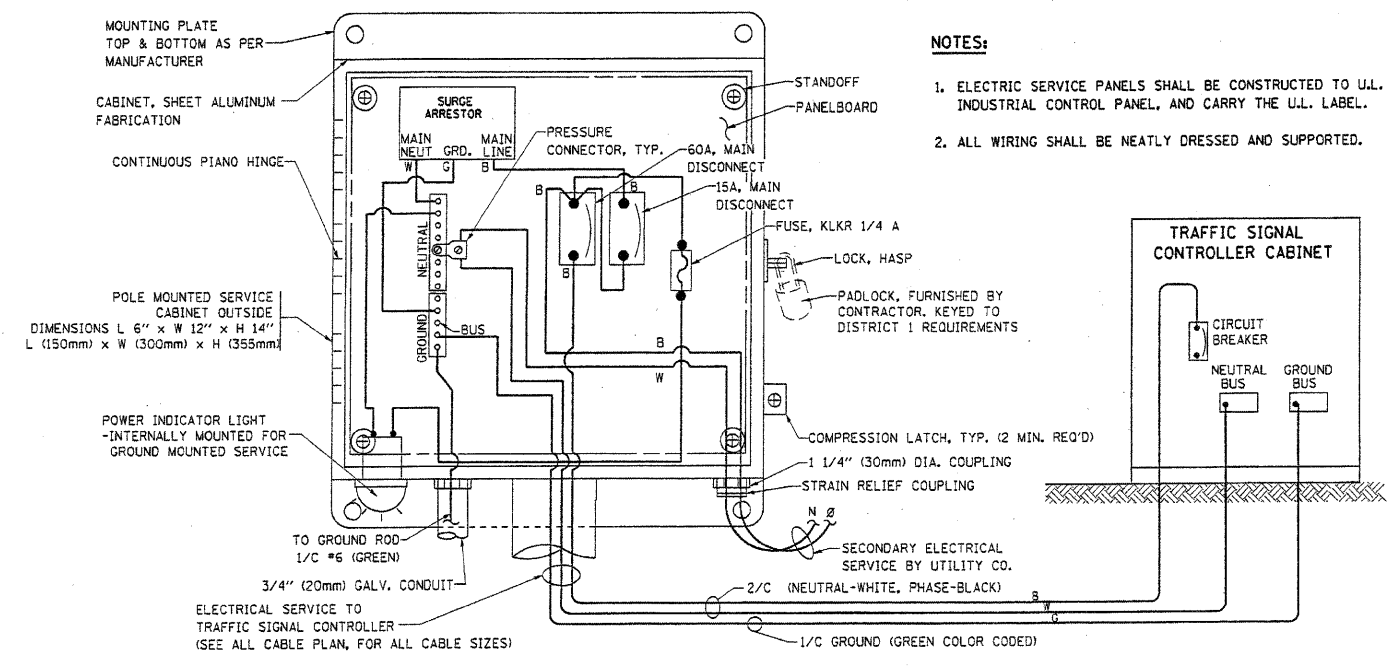 MOUNTING PLATE
TOP & BOTTOM AS PER
MANUFACTURER
CABINET, SHEET ALUMINUM
FABRICATION
CONTINUOUS PIANO HINGE
POLE MOUNTED SERVICE
CABINET OUTSIDE
DIMENSIONS L 6" x W 12" x H 14"
L (150mm) x W (300mm) x H (355mm)
POWER INDICATOR LIGHT
-INTERNALLY MOUNTED FOR
GROUND MOUNTED SERVICE
SURGE
ARRESTOR
MAIN
NEUT
GRD.
MAIN
LINE
W
G
B
PRESSURE
CONNECTOR, TYP.
NEUTRAL
GROUND
BUS
B
B
B
B
W
STANDOFF
PANELBOARD
60A, MAIN
DISCONNECT
15A, MAIN
DISCONNECT
FUSE, KLKR 1/4 A
LOCK, HASP
PADLOCK, FURNISHED BY
CONTRACTOR. KEYED TO
DISTRICT 1 REQUIREMENTS
COMPRESSION LATCH, TYP. (2 MIN. REQ'D)
1 1/4" (30mm) DIA. COUPLING
STRAIN RELIEF COUPLING
N Ø
SECONDARY ELECTRICAL
SERVICE BY UTILITY CO.
TO GROUND ROD
1/C #6 (GREEN)
3/4" (20mm) GALV. CONDUIT
ELECTRICAL SERVICE TO
TRAFFIC SIGNAL CONTROLLER
(SEE ALL CABLE PLAN, FOR ALL CABLE SIZES)
2/C (NEUTRAL-WHITE, PHASE-BLACK)
B
W
G
1/C GROUND (GREEN COLOR CODED)
NOTES:
1. ELECTRIC SERVICE PANELS SHALL BE CONSTRUCTED TO U.L.
INDUSTRIAL CONTROL PANEL, AND CARRY THE U.L. LABEL.
2. ALL WIRING SHALL BE NEATLY DRESSED AND SUPPORTED.
TRAFFIC SIGNAL
CONTROLLER CABINET
CIRCUIT
BREAKER
NEUTRAL
BUS
GROUND
BUS